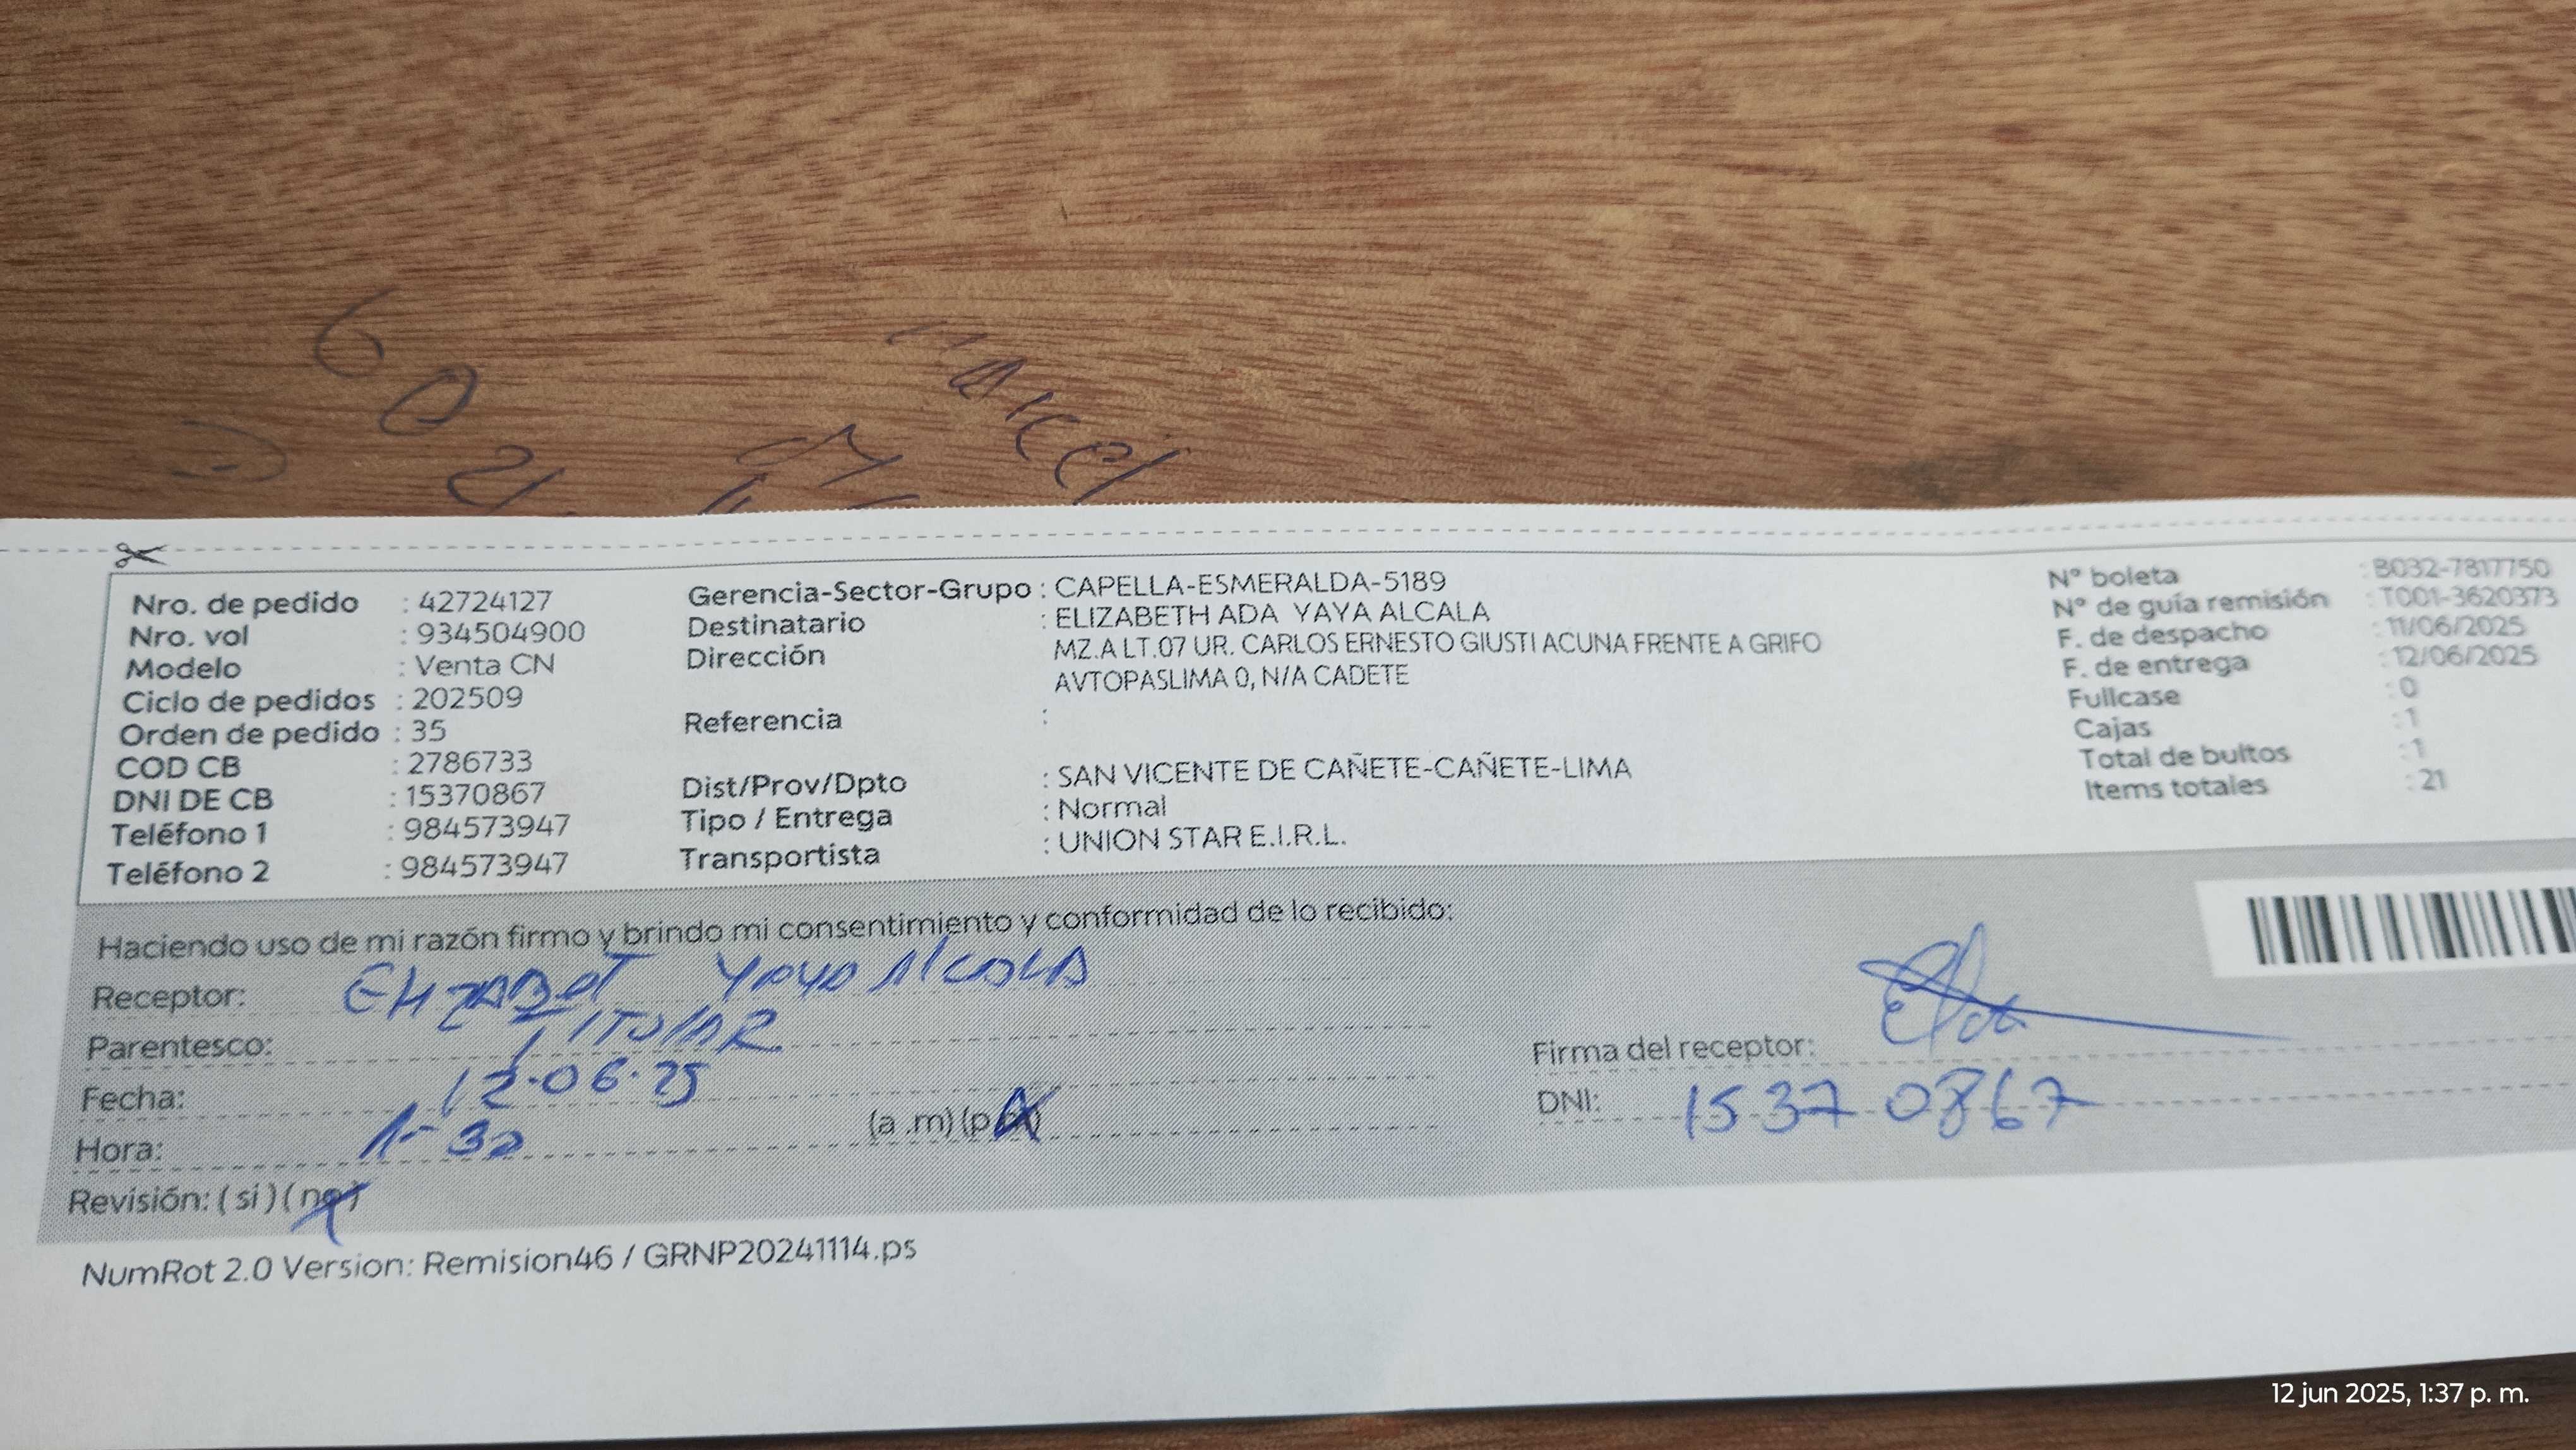 Nro. de pedido : 42724127
Nro. vol : 934504900
Modelo : Venta CN
Ciclo de pedidos : 202509
Orden de pedido : 35
COD CB : 2786733
DNI DE CB : 15370867
Teléfono 1 : 984573947
Teléfono 2 : 984573947
Gerencia-Sector-Grupo : CAPELLA-ESMERALDA-5189
Destinatario : ELIZABETH ADA YAYA ALCALA
Dirección MZ.A LT.07 UR. CARLOS ERNESTO GIUSTI ACUNA FRENTE A GRIFO
AVTOPASLIMA 0, N/A CADETE
Referencia :
Dist/Prov/Dpto : SAN VICENTE DE CAÑETE-CAÑETE-LIMA
Tipo / Entrega : Normal
Transportista : UNION STAR E.I.R.L.
N° boleta : B032-7817750
N° de guía remisión : T001-3620373
F. de despacho : 11/06/2025
F. de entrega : 12/06/2025
Fullcase : 0
Cajas : 1
Total de bultos : 1
Items totales : 21
Haciendo uso de mi razón firmo y brindo mi consentimiento y conformidad de lo recibido:
Receptor: ElizABet YAYA AlcalA
Parentesco: TITUlAR
Fecha: 12.06.25
Hora: 1- 32 (a .m) (p.m)
Revisión: ( si ) ( no )
Firma del receptor:
DNI: 15370867
NumRot 2.0 Version: Remision46 / GRNP20241114.ps
12 jun 2025, 1:37 p. m.